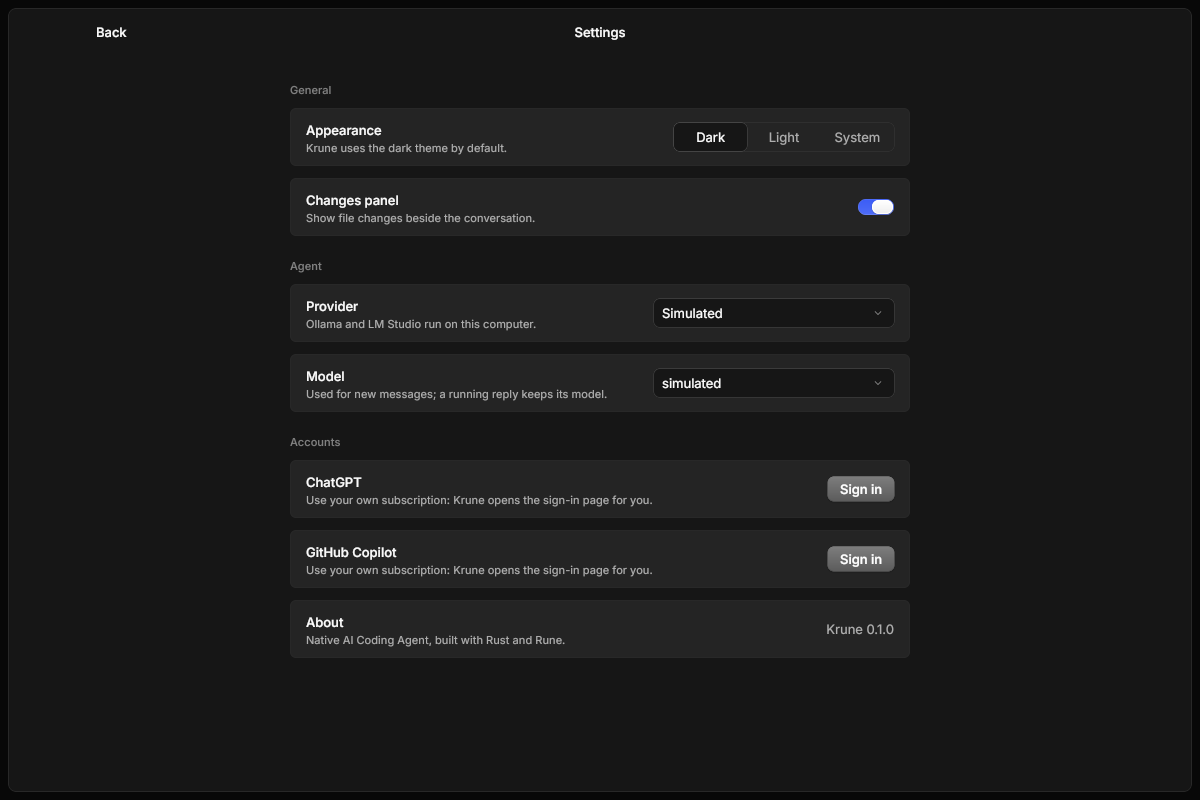 Back
Settings
General
Appearance
Krune uses the dark theme by default.
Dark
Light
System
Changes panel
Show file changes beside the conversation.
Agent
Provider
Ollama and LM Studio run on this computer.
Simulated
Model
Used for new messages; a running reply keeps its model.
simulated
Accounts
ChatGPT
Use your own subscription: Krune opens the sign-in page for you.
Sign in
GitHub Copilot
Use your own subscription: Krune opens the sign-in page for you.
Sign in
About
Native AI Coding Agent, built with Rust and Rune.
Krune 0.1.0